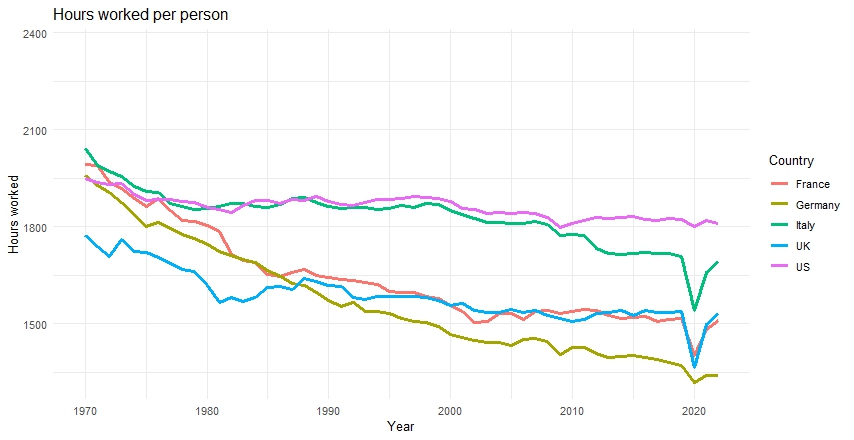 Hours worked per person
2400
2100
1800
1500
Hours worked
1970 1980 1990 2000 2010 2020
Year
Country
France
Germany
Italy
UK
US